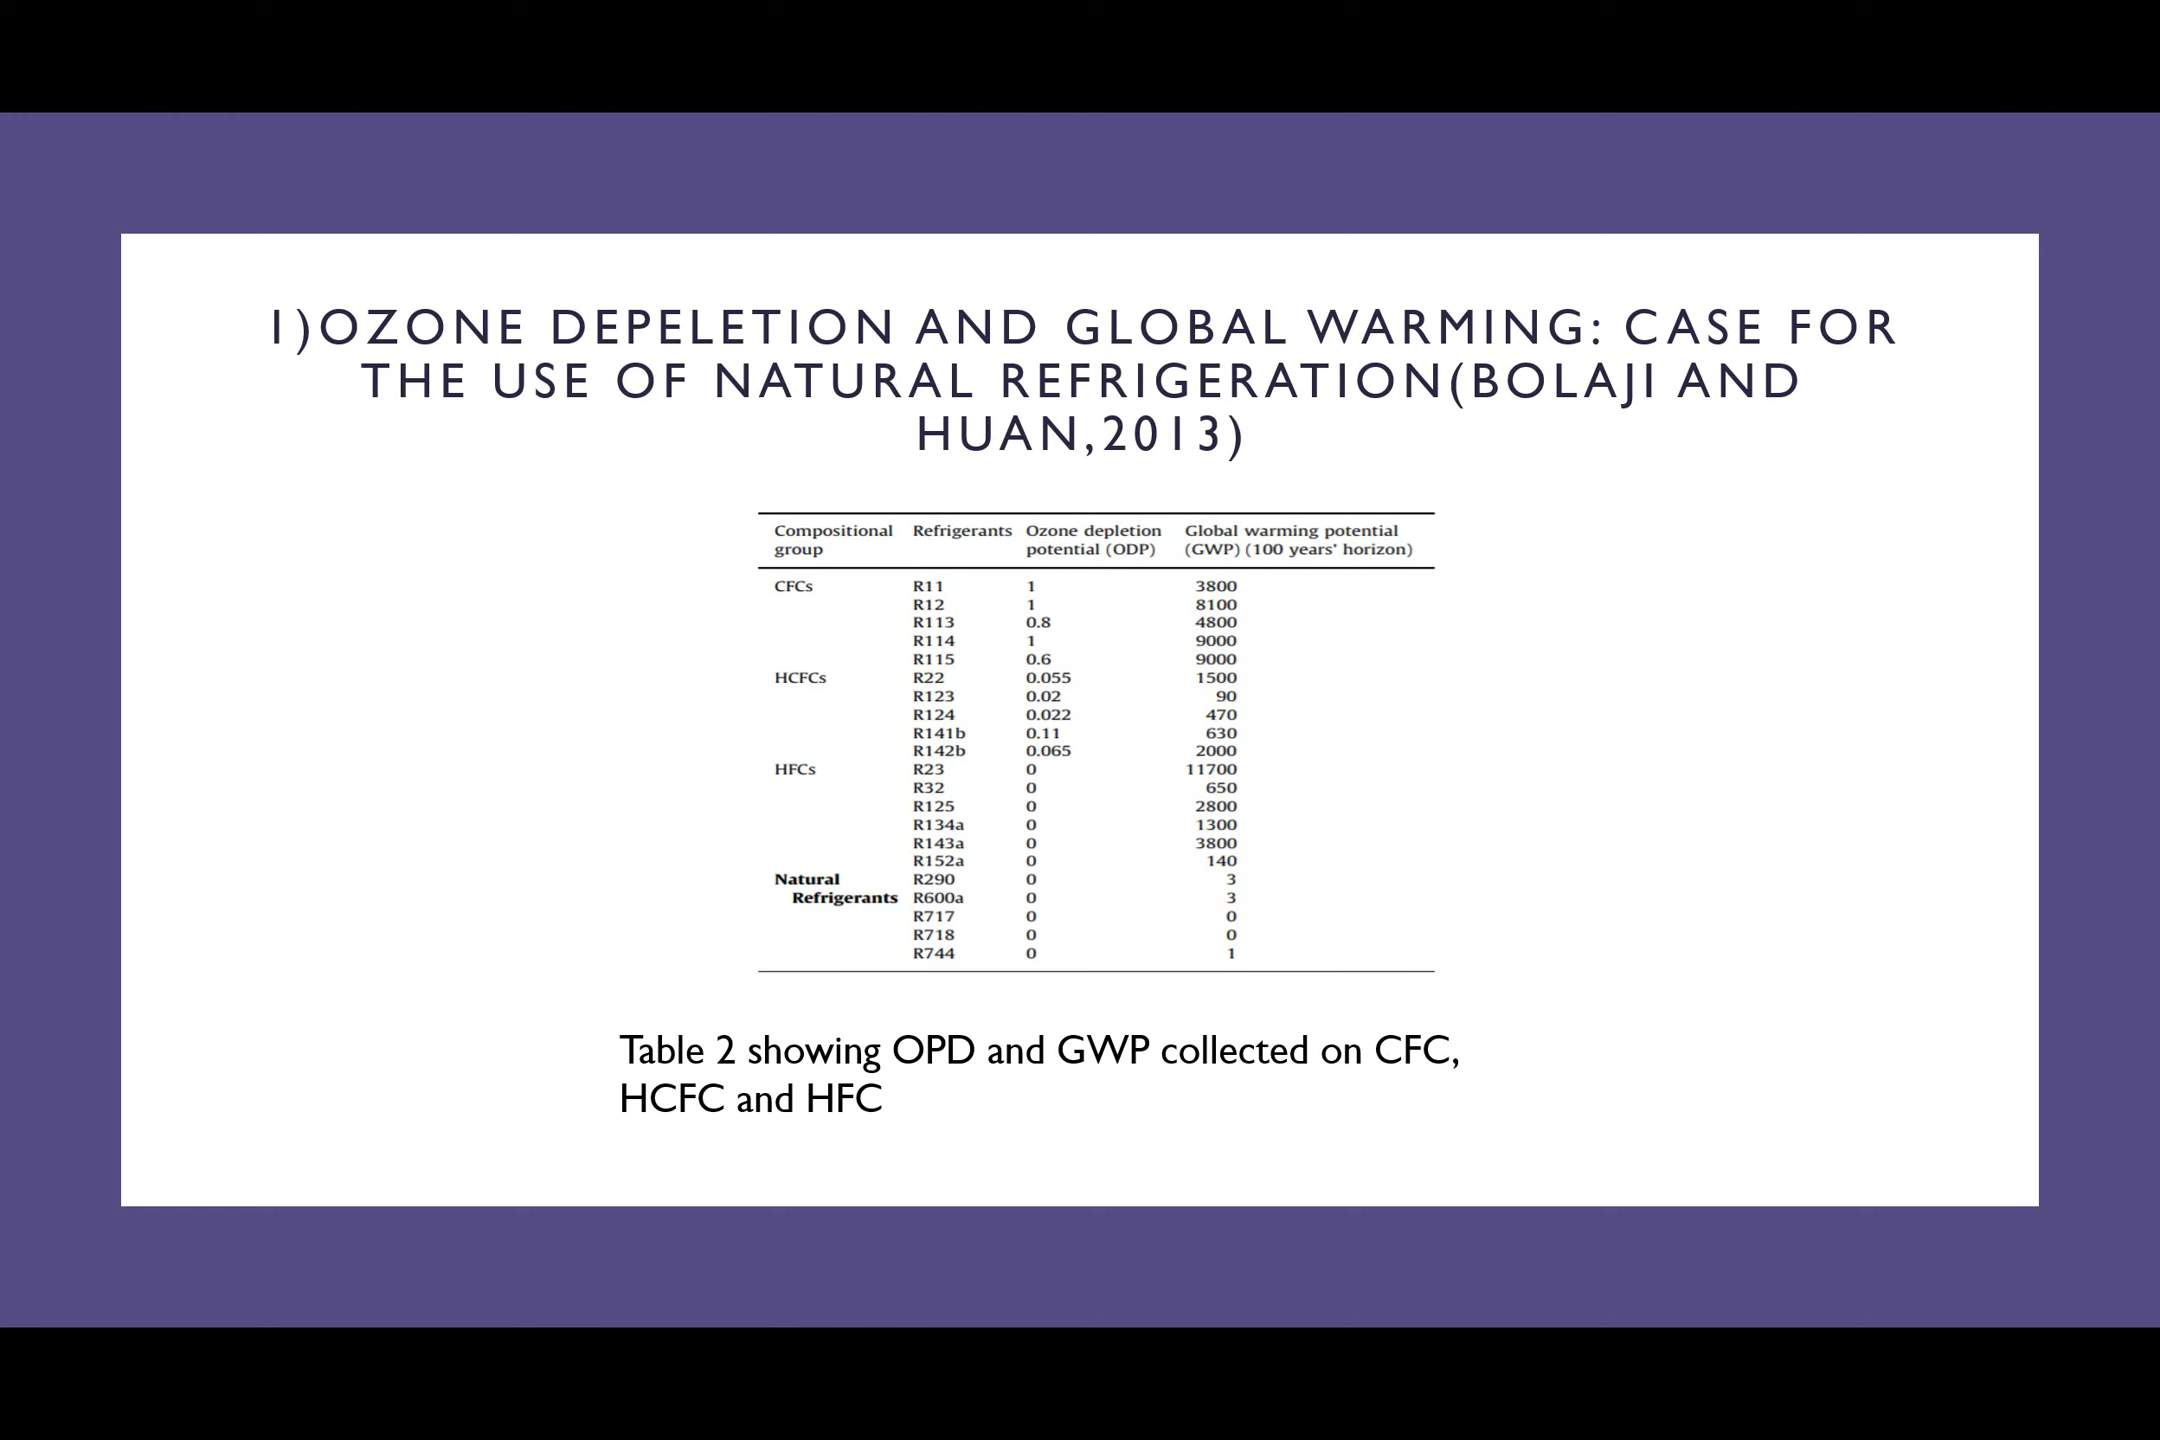 1)OZONE DEPELETION AND GLOBAL WARMING: CASE FOR
THE USE OF NATURAL REFRIGERATION(BOLAJI AND
HUAN,2013)
Compositional group Refrigerants Ozone depletion potential (ODP) Global warming potential (GWP) (100 years' horizon)
CFCs R11 1 3800
R12 1 8100
R113 0.8 4800
R114 1 9000
R115 0.6 9000
HCFCs R22 0.055 1500
R123 0.02 90
R124 0.022 470
R141b 0.11 630
R142b 0.065 2000
HFCs R23 0 11700
R32 0 650
R125 0 2800
R134a 0 1300
R143a 0 3800
R152a 0 140
Natural R290 0 3
Refrigerants R600a 0 3
R717 0 0
R718 0 0
R744 0 1
Table 2 showing OPD and GWP collected on CFC,
HCFC and HFC